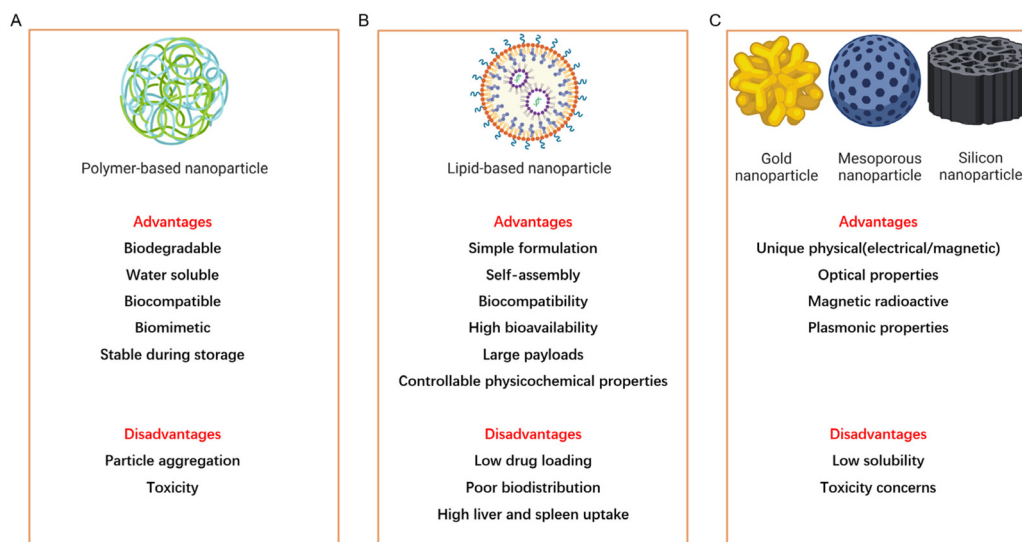 A
Polymer-based nanoparticle
Advantages
Biodegradable
Water soluble
Biocompatible
Biomimetic
Stable during storage
Disadvantages
Particle aggregation
Toxicity
B
Lipid-based nanoparticle
Advantages
Simple formulation
Self-assembly
Biocompatibility
High bioavailability
Large payloads
Controllable physicochemical properties
Disadvantages
Low drug loading
Poor biodistribution
High liver and spleen uptake
C
Gold
nanoparticle
Mesoporous
nanoparticle
Silicon
nanoparticle
Advantages
Unique physical(electrical/magnetic)
Optical properties
Magnetic radioactive
Plasmonic properties
Disadvantages
Low solubility
Toxicity concerns